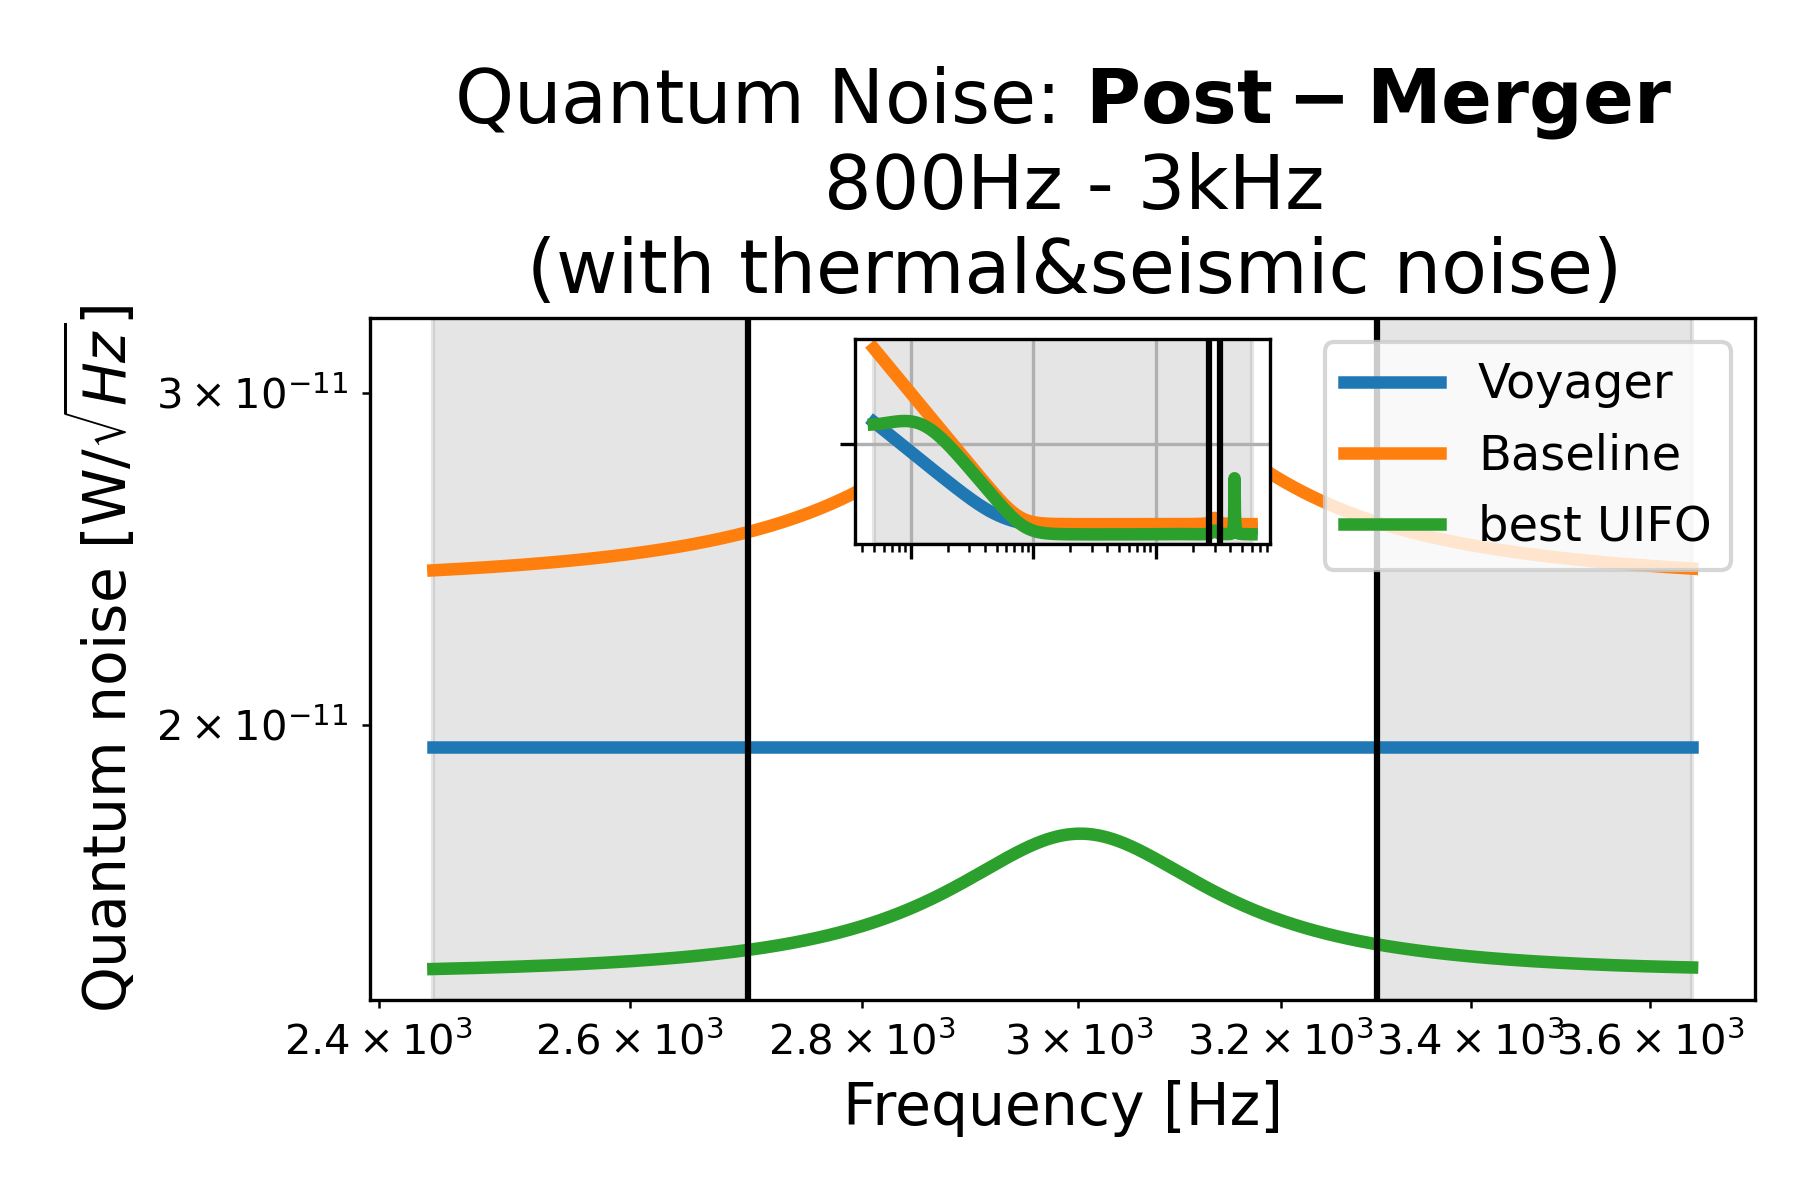 Quantum Noise: Post − Merger
800Hz - 3kHz
(with thermal&seismic noise)
Quantum noise [W/√Hz]
3 × 10⁻¹¹
2 × 10⁻¹¹
Voyager
Baseline
best UIFO
2.4 × 10³ 2.6 × 10³ 2.8 × 10³ 3 × 10³ 3.2 × 10³ 3.4 × 10³ 3.6 × 10³
Frequency [Hz]